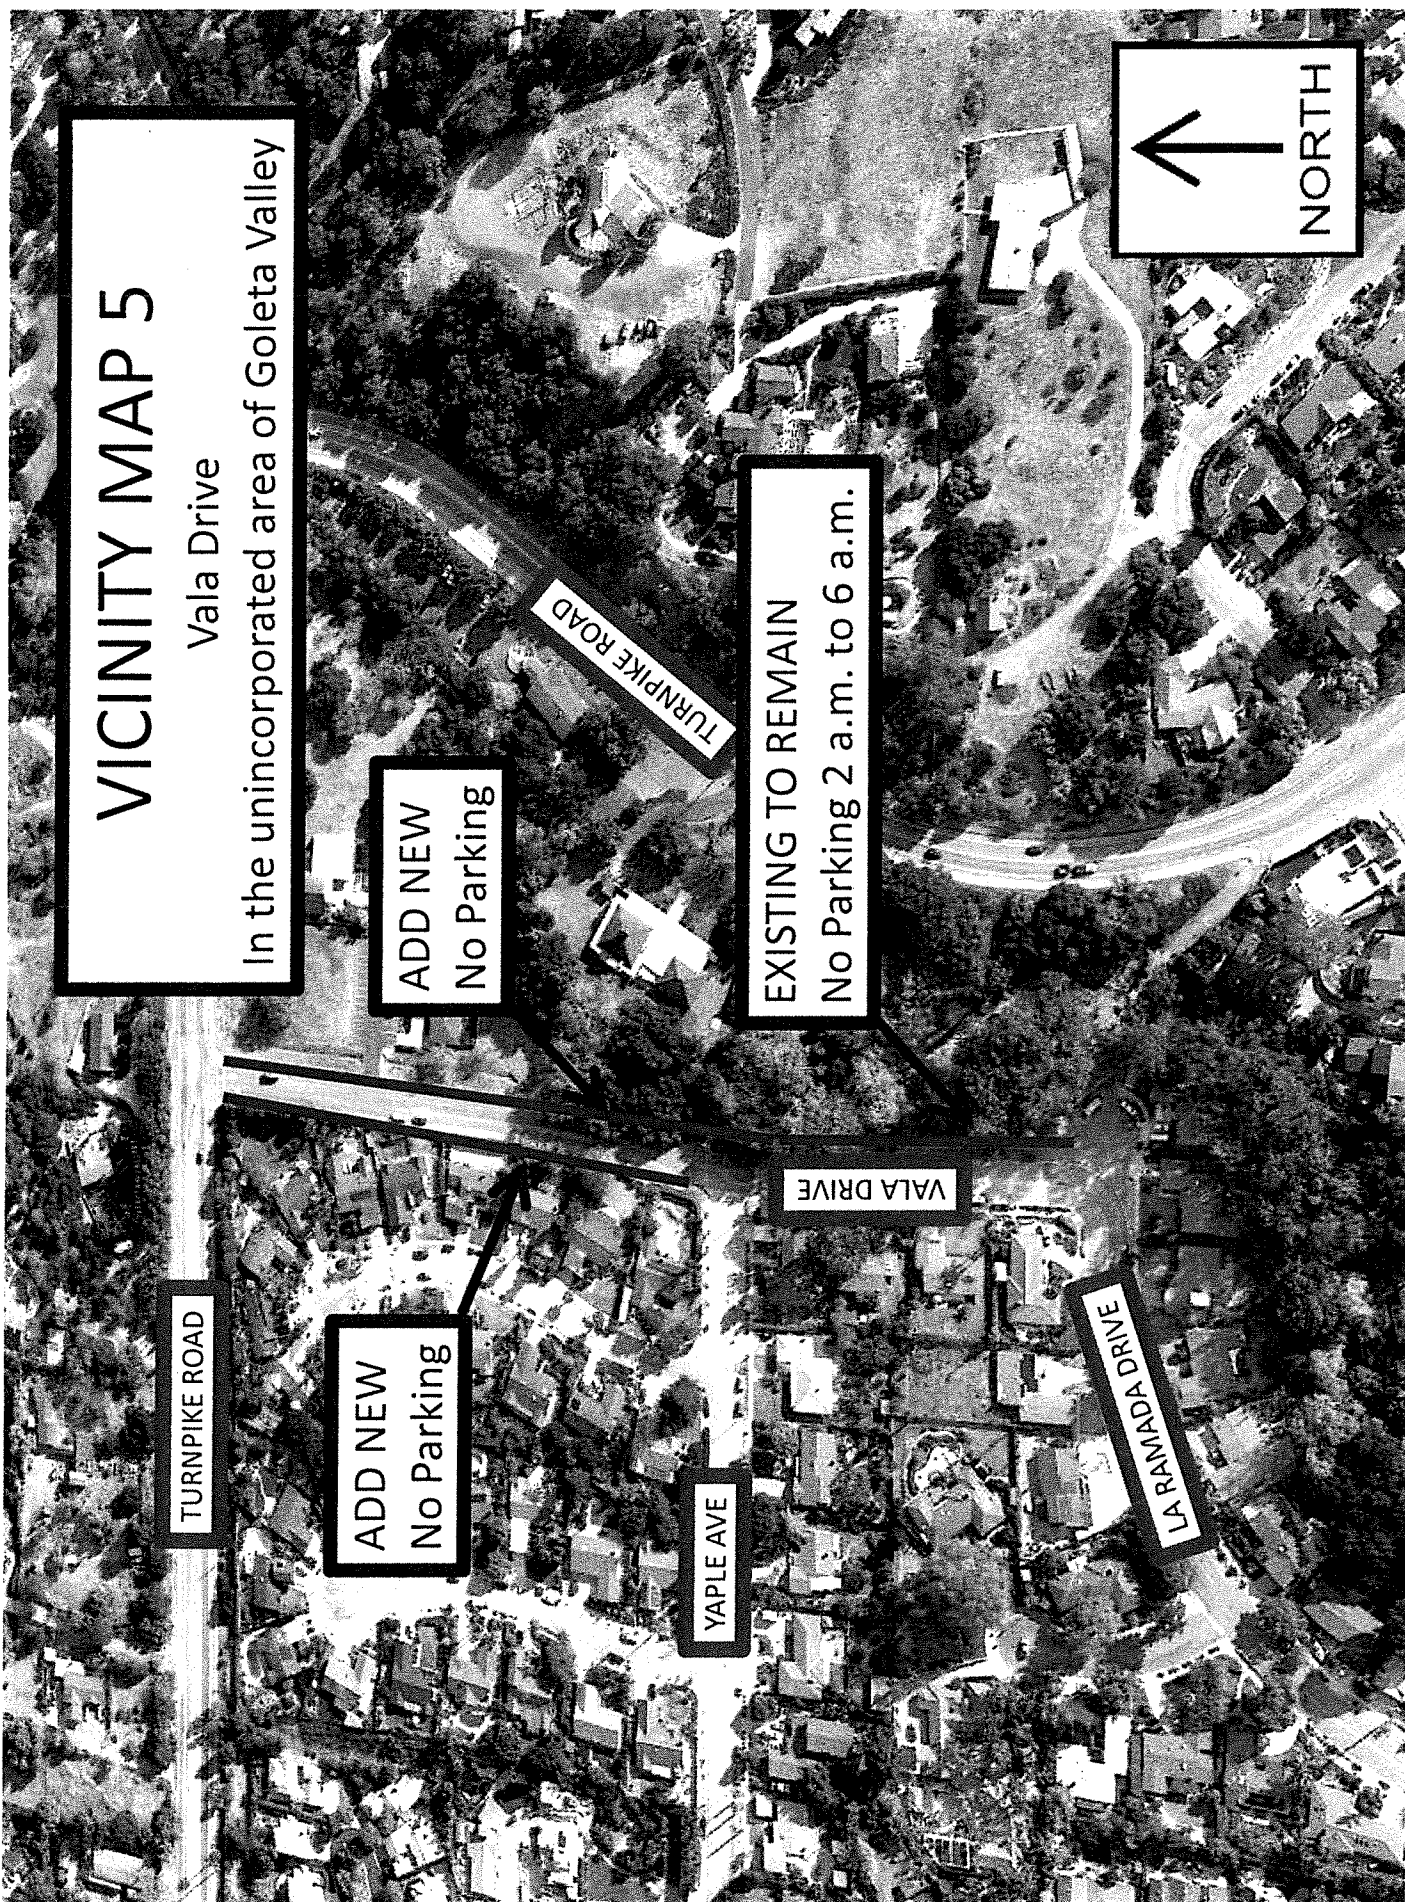 VICINITY MAP 5
Vala Drive
In the unincorporated area of Goleta Valley
TURNPIKE ROAD
ADD NEW
No Parking
ADD NEW
No Parking
TURNPIKE ROAD
YAPLE AVE
VALA DRIVE
EXISTING TO REMAIN
No Parking 2 a.m. to 6 a.m.
LA RAMADA DRIVE
NORTH